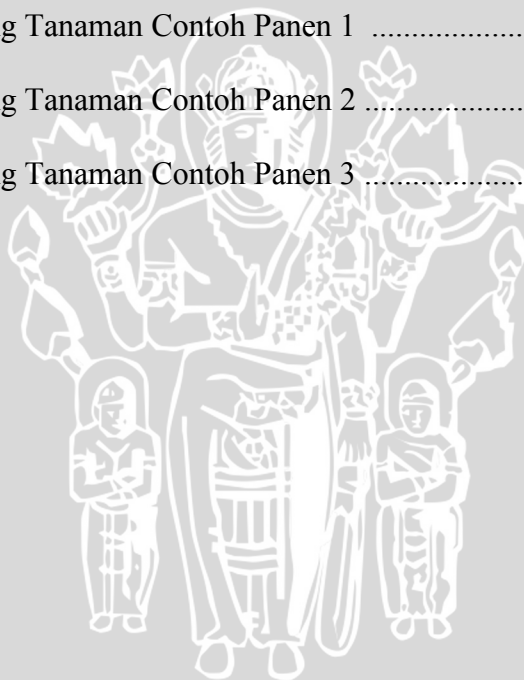 g Tanaman Contoh Panen 1 ...................
g Tanaman Contoh Panen 2 ....................
g Tanaman Contoh Panen 3 ....................